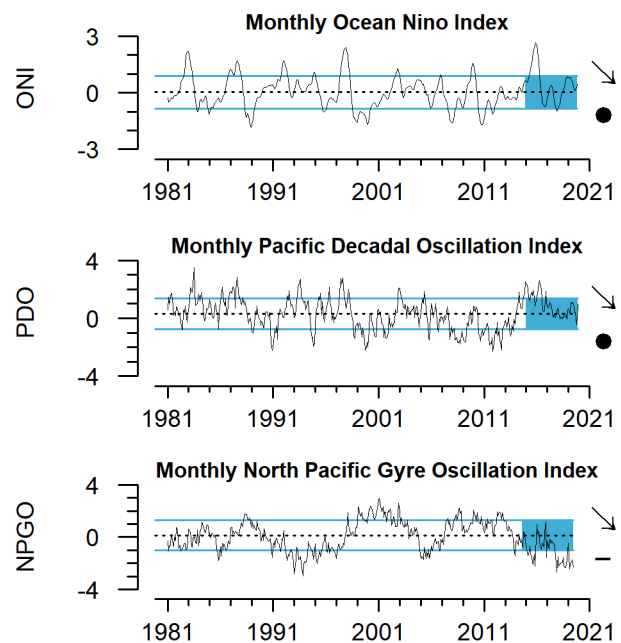 Monthly Ocean Nino Index
ONI
3
0
-3
1981 1991 2001 2011 2021
Monthly Pacific Decadal Oscillation Index
PDO
4
0
-4
1981 1991 2001 2011 2021
Monthly North Pacific Gyre Oscillation Index
NPGO
4
0
-4
1981 1991 2001 2011 2021